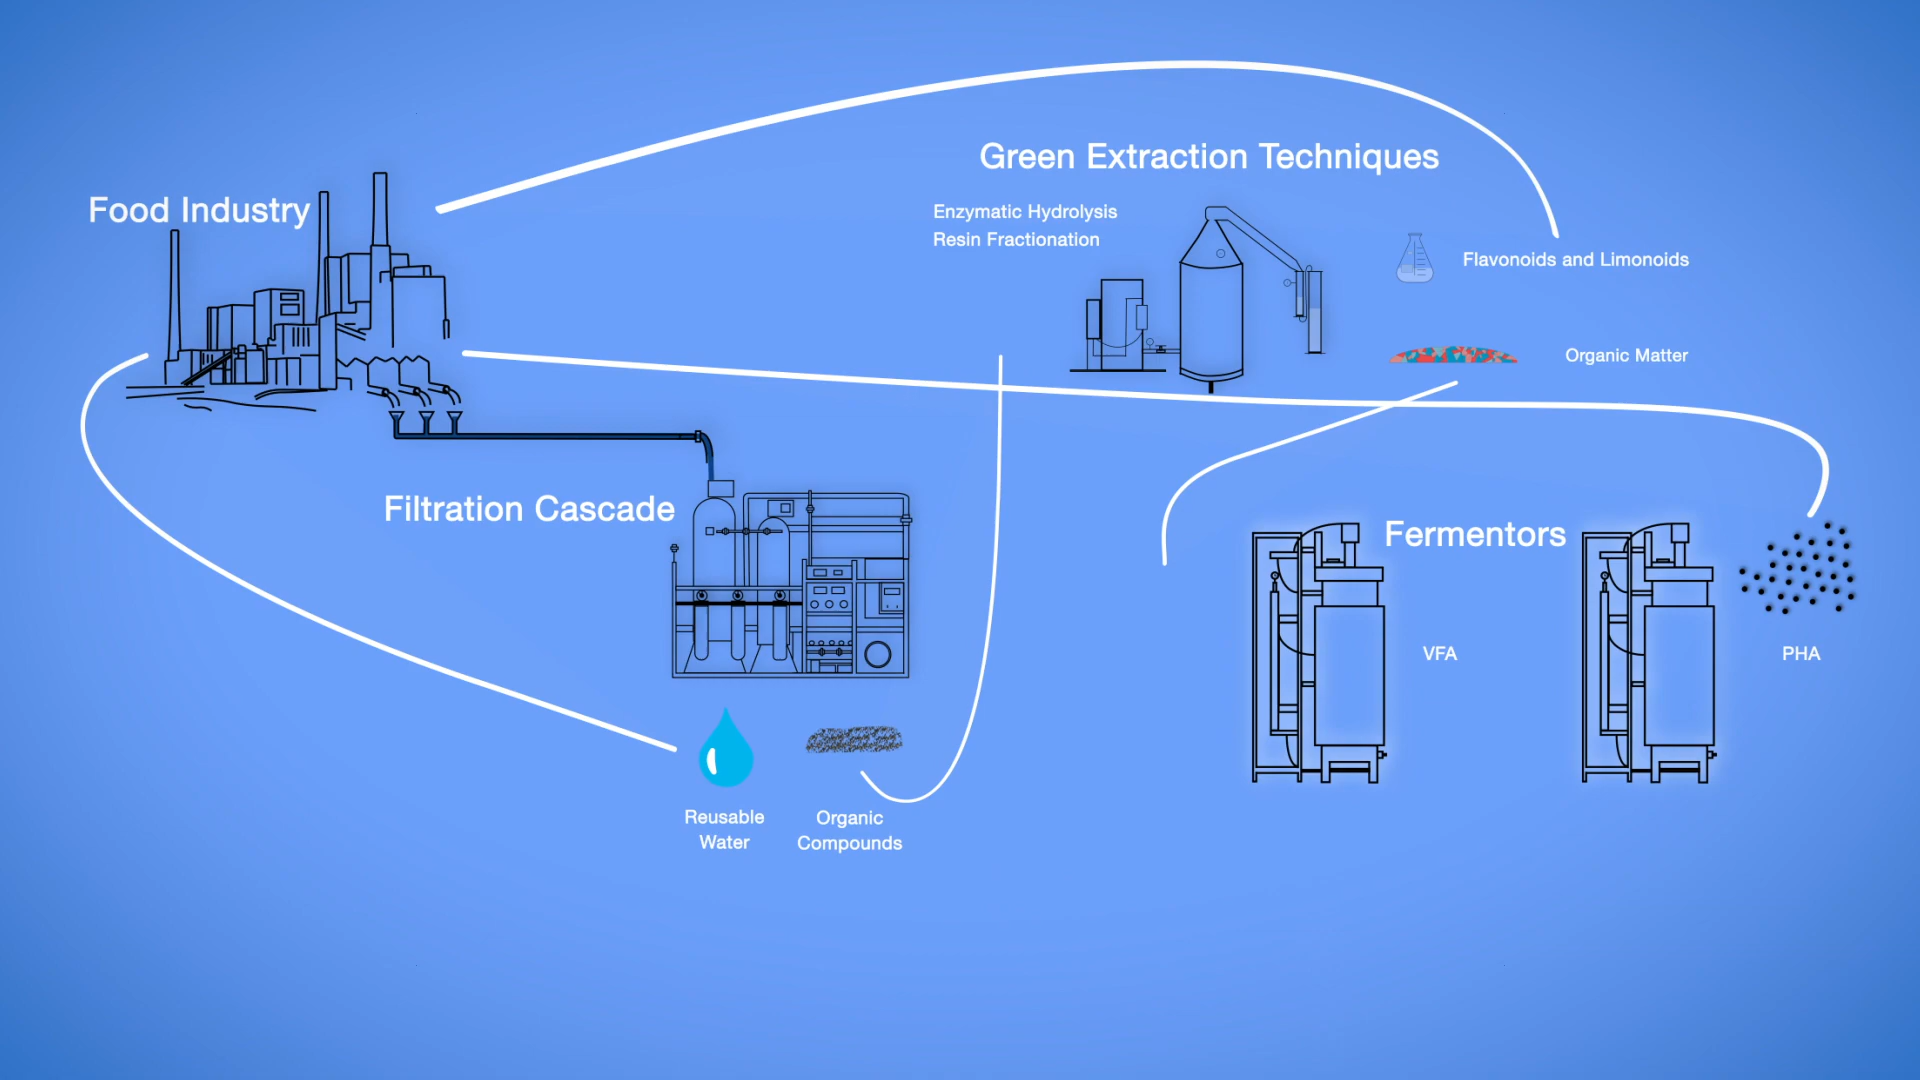 Food Industry
Green Extraction Techniques
Enzymatic Hydrolysis
Resin Fractionation
Flavonoids and Limonoids
Organic Matter
Filtration Cascade
Fermentors
VFA
PHA
Reusable
Water
Organic
Compounds